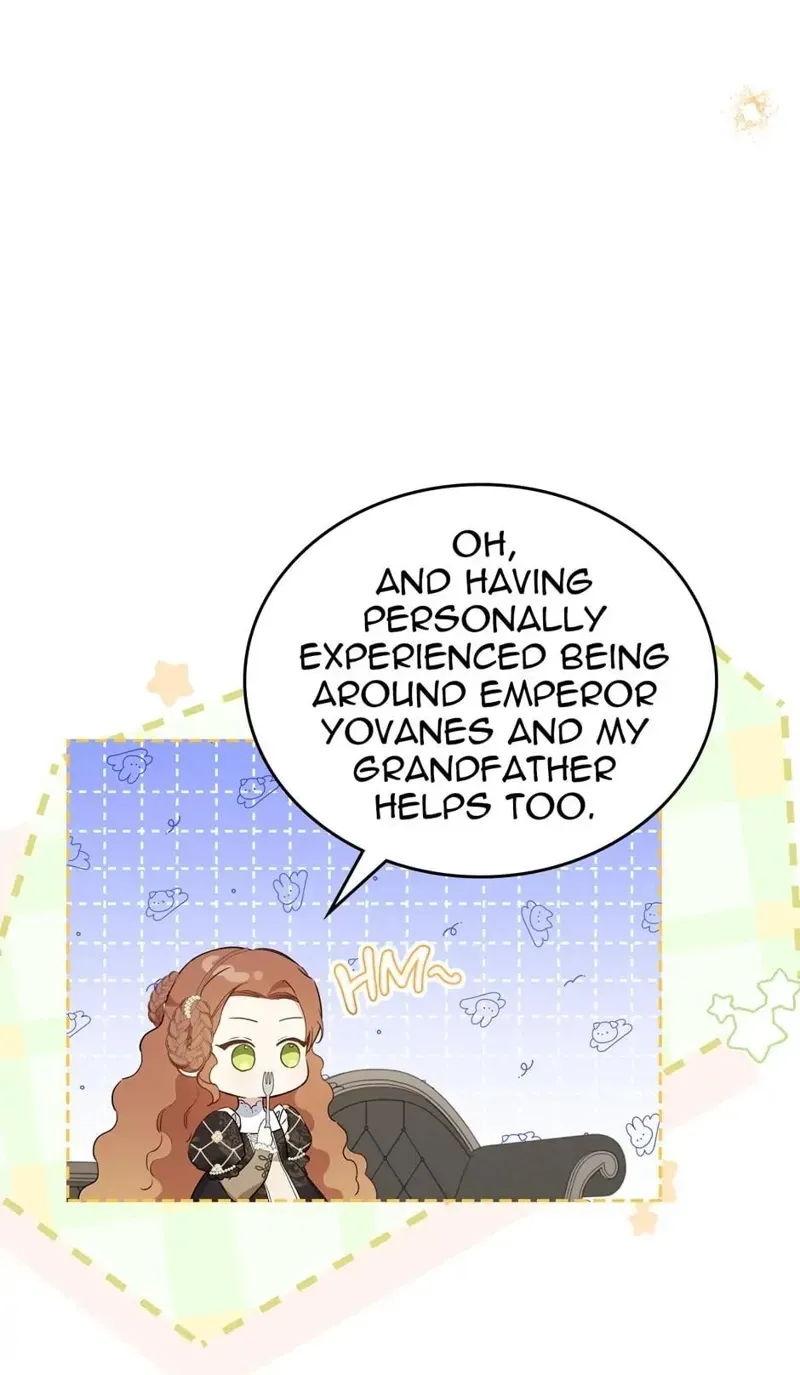 OH,
AND HAVING
PERSONALLY
EXPERIENCED BEING
AROUND EMPEROR
YOVANES AND MY
GRANDFATHER
HELPS TOO.
HM~